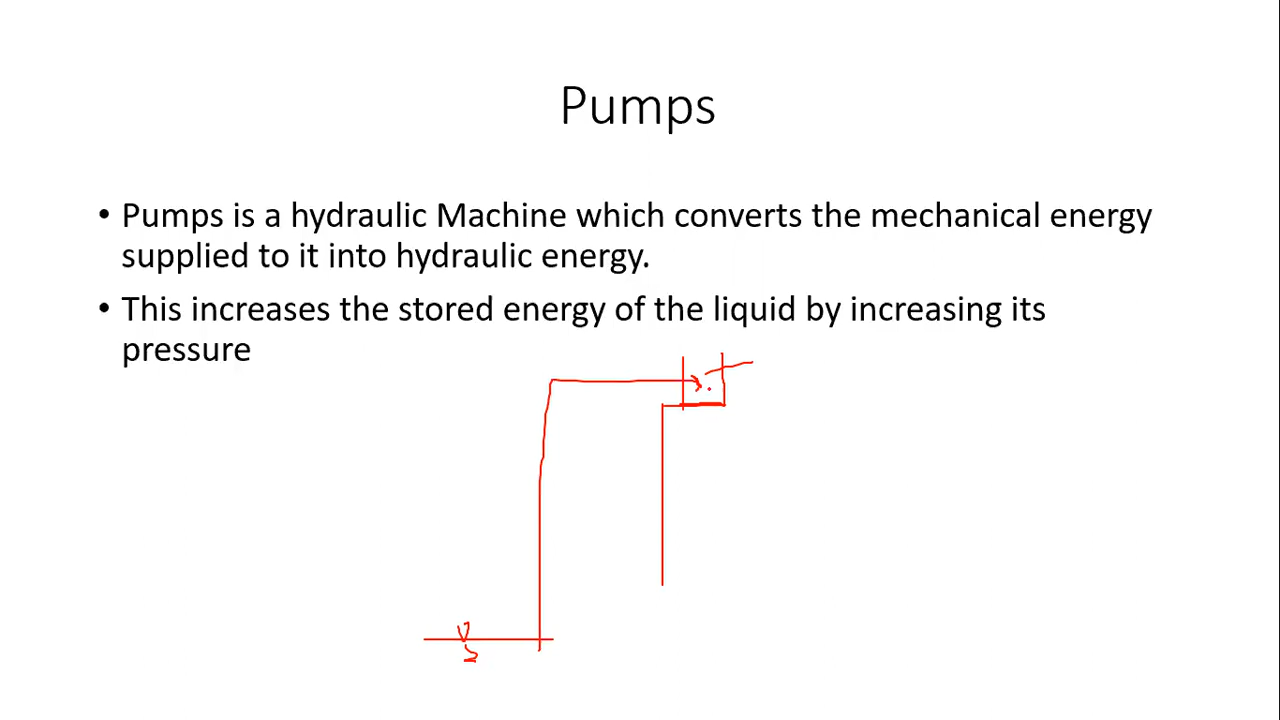 Pumps
• Pumps is a hydraulic Machine which converts the mechanical energy
supplied to it into hydraulic energy.
• This increases the stored energy of the liquid by increasing its
pressure